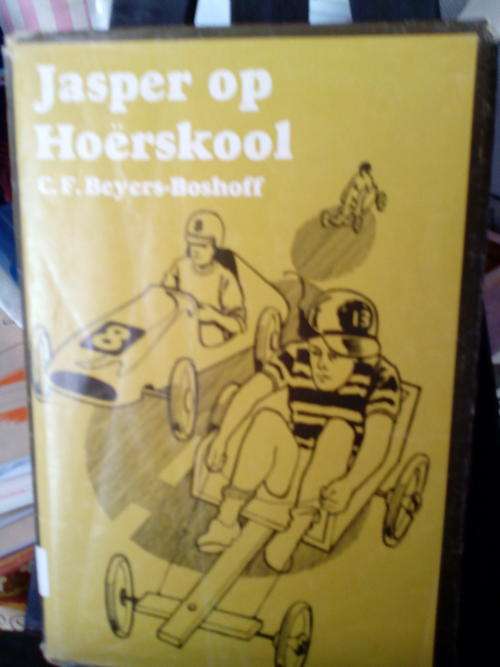 Jasper op
Hoërskool
C. F. Beyers-Boshoff
8
13